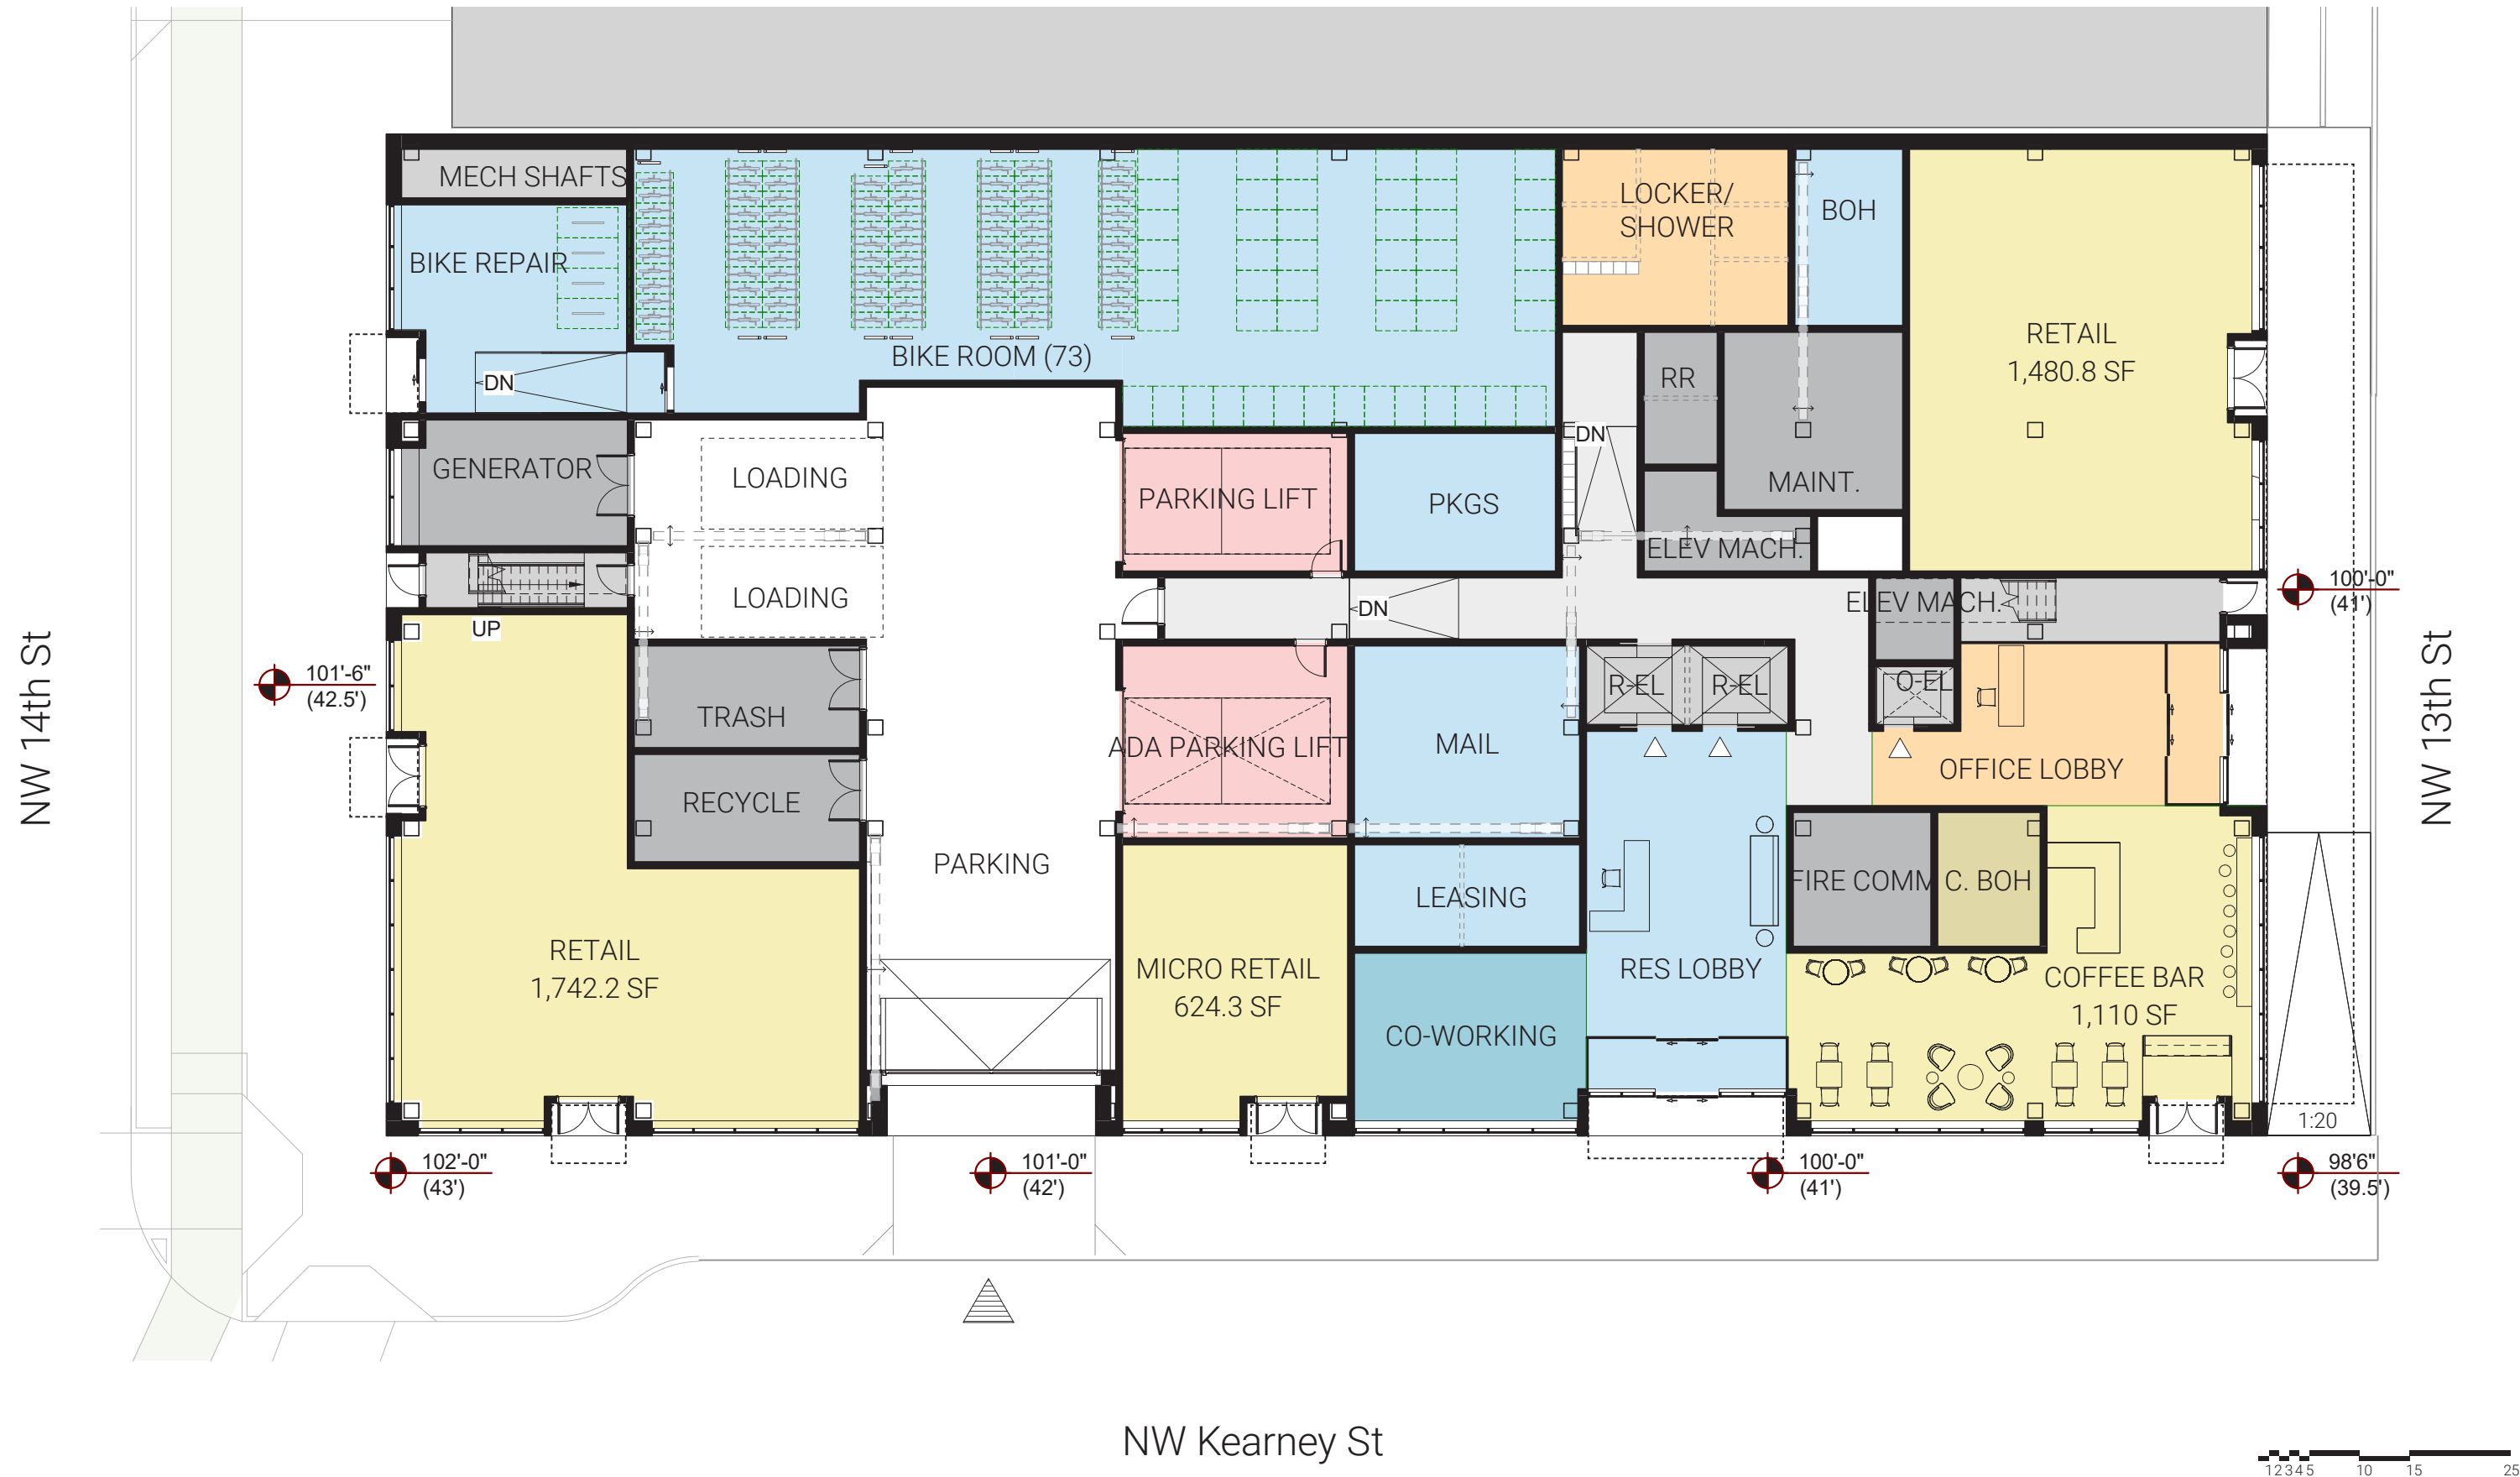 MECH SHAFTS
LOCKER/
SHOWER
BOH
BIKE REPAIR
RETAIL
1,480.8 SF
BIKE ROOM (73)
DN
RR
DN
GENERATOR
LOADING
PARKING LIFT
PKGS
MAINT.
ELEV MACH.
LOADING
DN
ELEV MACH.
100'-0"
(41')
UP
101'-6"
(42.5')
R-EL
R-EL
O-EL
TRASH
ADA PARKING LIFT
MAIL
OFFICE LOBBY
NW 14th St
NW 13th St
RECYCLE
PARKING
LEASING
FIRE COMM
C. BOH
RETAIL
1,742.2 SF
MICRO RETAIL
624.3 SF
RES LOBBY
COFFEE BAR
1,110 SF
CO-WORKING
1:20
102'-0"
(43')
101'-0"
(42')
100'-0"
(41')
98'6"
(39.5')
NW Kearney St
1 2 3 4 5 10 15 25